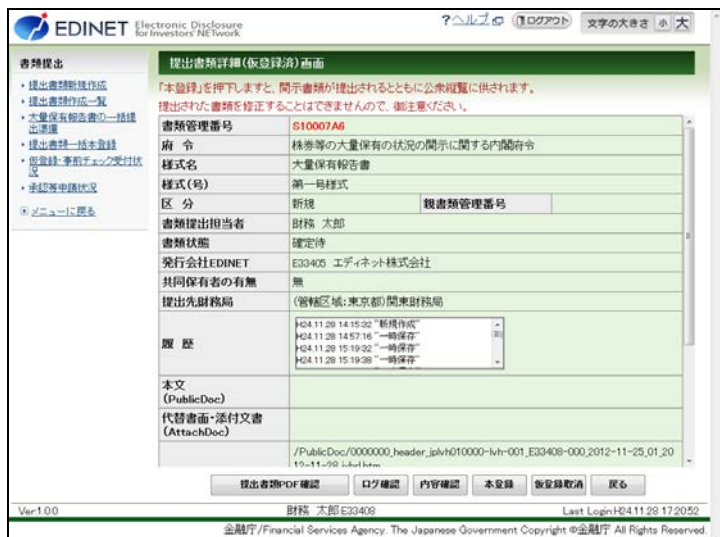 EDINET Electronic Disclosure for Investors' NETwork
?ヘルプ ログアウト 文字の大きさ 小 大
書類提出
・提出書類新規作成
・提出書類作成一覧
・大量保有報告書の一括提出準備
・提出書類一括本登録
・仮登録・事前チェック受付状況
・承認等申請状況
メニューに戻る
提出書類詳細(仮登録済)画面
「本登録」を押下しますと、開示書類が提出されるとともに公衆縦覧に供されます。
提出された書類を修正することはできませんので、御注意ください。
書類管理番号 S10007A6
府 令 株券等の大量保有の状況の開示に関する内閣府令
様式名 大量保有報告書
様式(号) 第一号様式
区 分 新規 親書類管理番号
書類提出担当者 財務 太郎
書類状態 確定待
発行会社EDINET E33405 エディネット株式会社
共同保有者の有無 無
提出先財務局 (管轄区域:東京都)関東財務局
履 歴
H24.11.28 14:15:32 "新規作成"
H24.11.28 14:57:16 "一時保存"
H24.11.28 15:19:32 "一時保存"
H24.11.28 15:19:38 "一時保存"
本文
(PublicDoc)
代替書面・添付文書
(AttachDoc)
/PublicDoc/0000000_header_jplvh010000-lvh-001_E33408-000_2012-11-25_01_20
12-11-28_ixbrl.htm
提出書類PDF確認 ログ確認 内容確認 本登録 仮登録取消 戻る
Ver:1.0.0 財務 太郎:E33408 Last Login:H24.11.28 17:20:52
金融庁/Financial Services Agency. The Japanese Government Copyright ©金融庁 All Rights Reserved.